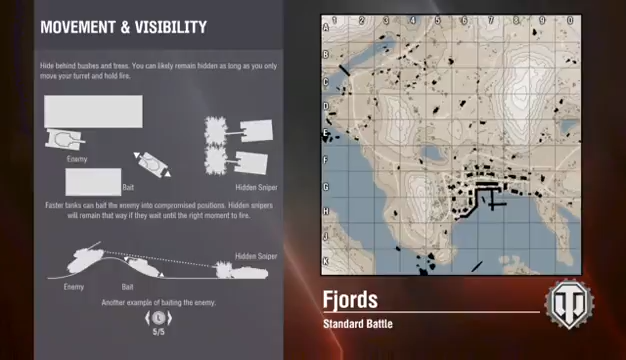 MOVEMENT & VISIBILITY
Hide behind bushes and trees. You can likely remain hidden as long as you only
move your turret and hold fire.
Enemy
Bait
Hidden Sniper
Faster tanks can bait the enemy into compromised positions. Hidden snipers
will remain that way if they wait until the right moment to fire.
Hidden Sniper
Enemy
Bait
Another example of baiting the enemy.
L
5/5
1 2 3 4 5 6 7 8 9 0
A
B
C
D
E
F
G
H
J
K
Fjords
Standard Battle